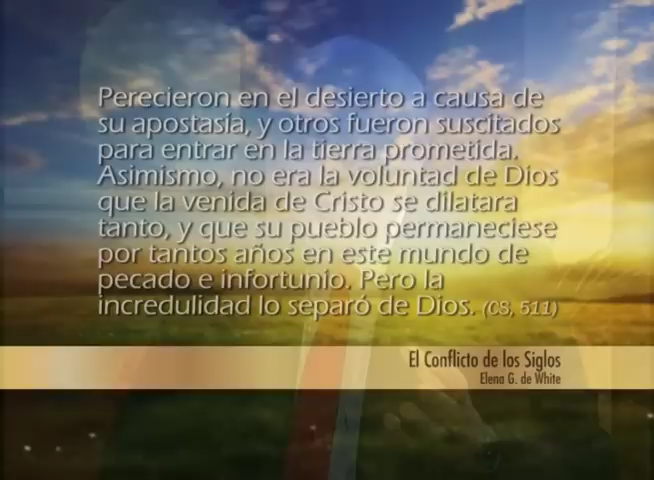 Perecieron en el desierto a causa de
su apostasía, y otros fueron suscitados
para entrar en la tierra prometida.
Asimismo, no era la voluntad de Dios
que la venida de Cristo se dilatara
tanto, y que su pueblo permaneciese
por tantos años en este mundo de
pecado e infortunio. Pero la
incredulidad lo separó de Dios. (CS, 511)
El Conflicto de los Siglos
Elena G. de White